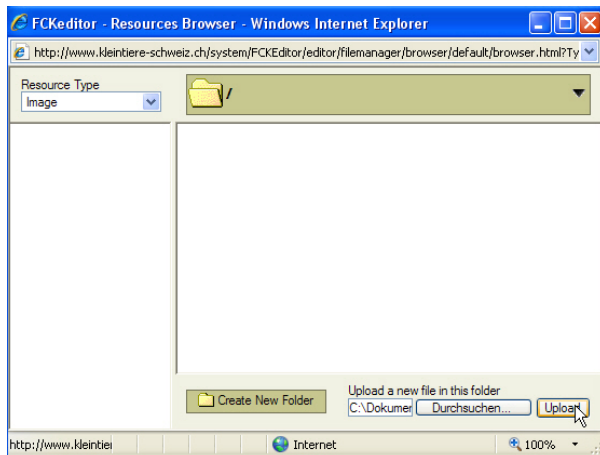 FCKeditor - Resources Browser - Windows Internet Explorer
http://www.kleintiere-schweiz.ch/system/FCKEditor/editor/filemanager/browser/default/browser.html?Ty
Resource Type
Image
/
Create New Folder
Upload a new file in this folder
C:\Dokumer
Durchsuchen...
Upload
http://www.kleintier
Internet
100%